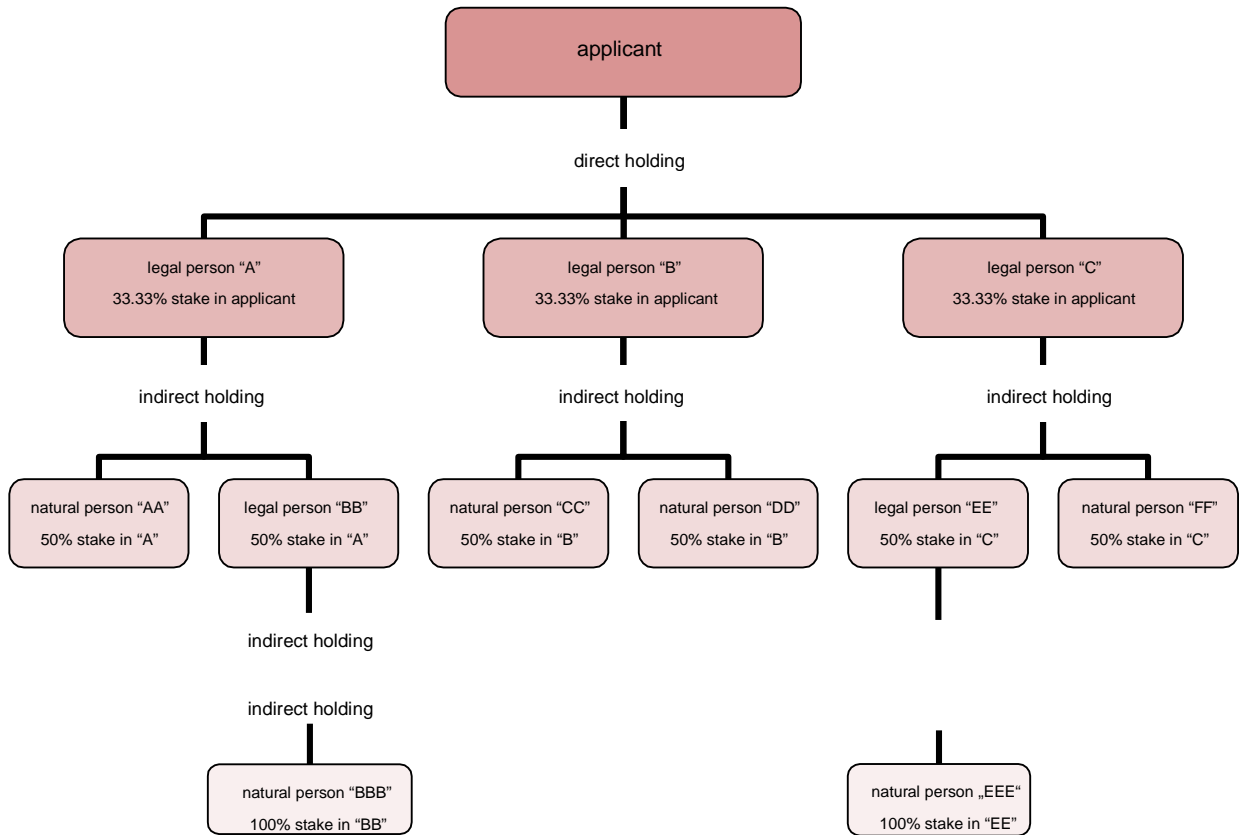 applicant
direct holding
legal person “A”
33.33% stake in applicant
legal person “B”
33.33% stake in applicant
legal person “C”
33.33% stake in applicant
indirect holding
indirect holding
indirect holding
natural person “AA”
50% stake in “A”
legal person “BB”
50% stake in “A”
natural person “CC”
50% stake in “B”
natural person “DD”
50% stake in “B”
legal person “EE”
50% stake in “C”
natural person “FF”
50% stake in “C”
indirect holding
indirect holding
natural person “BBB”
100% stake in “BB”
natural person „EEE“
100% stake in “EE”